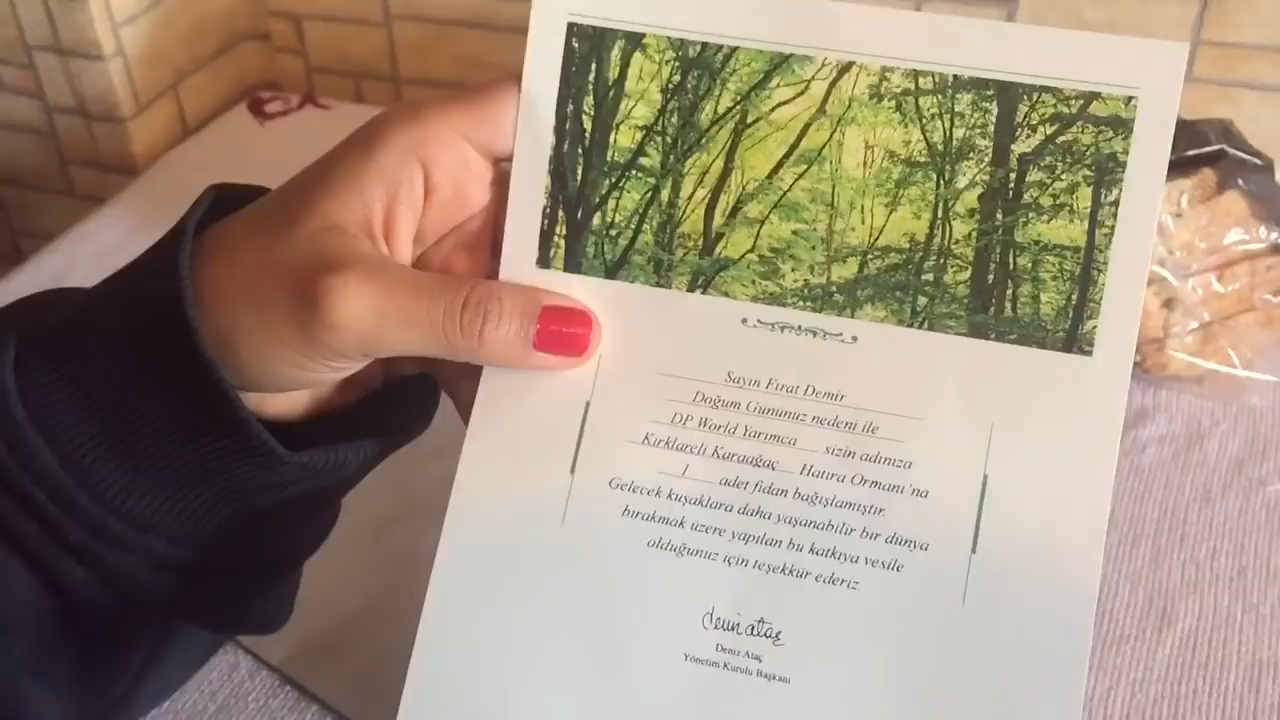 Sayın Fırat Demir
Doğum Gününüz nedeni ile
DP World Yarımca sizin adınıza
Kırklareli Karaağaç Hatıra Ormanı'na
1 adet fidan bağışlamıştır.
Gelecek kuşaklara daha yaşanabilir bir dünya
bırakmak üzere yapılan bu katkıya vesile
olduğunuz için teşekkür ederiz.
Deniz Ataç
Deniz Ataç
Yönetim Kurulu Başkanı